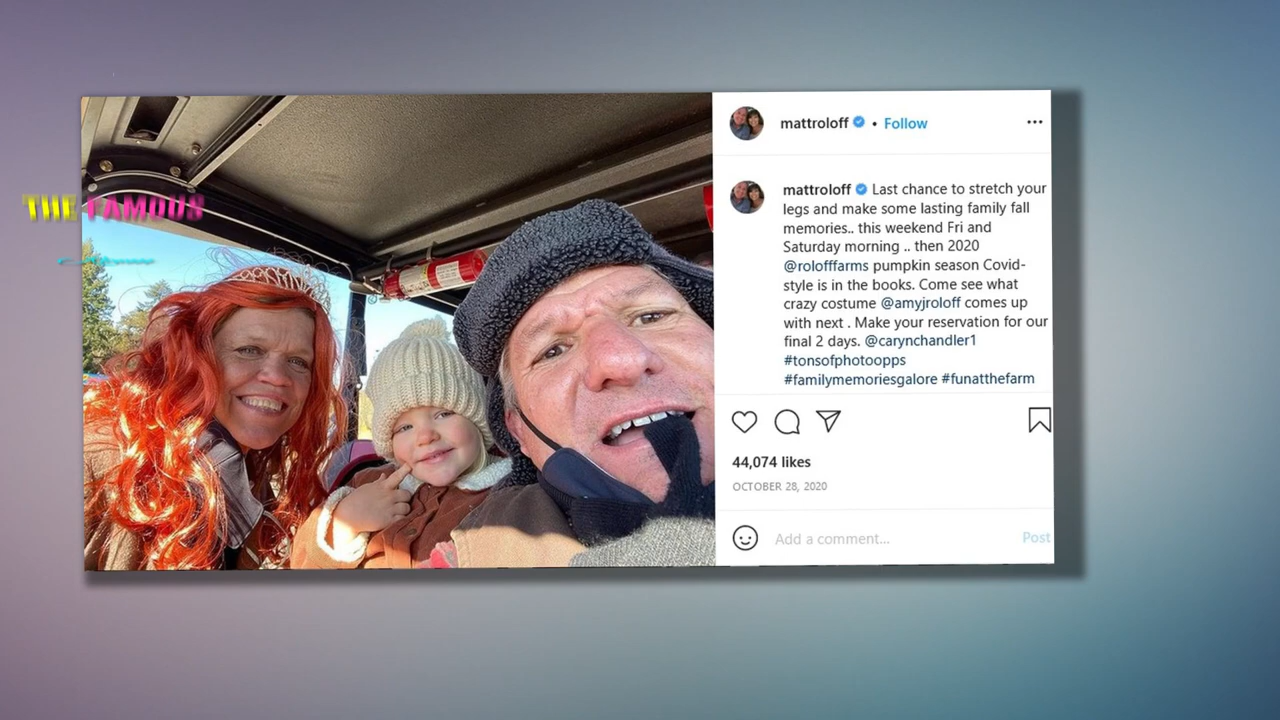 THE FAMOUS
mattroloff • Follow
mattroloff Last chance to stretch your
legs and make some lasting family fall
memories.. this weekend Fri and
Saturday morning .. then 2020
@rolofffarms pumpkin season Covid-
style is in the books. Come see what
crazy costume @amyjroloff comes up
with next . Make your reservation for our
final 2 days. @carynchandler1
#tonsofphotoopps
#familymemoriesgalore #funatthefarm
44,074 likes
OCTOBER 28, 2020
Add a comment...
Post